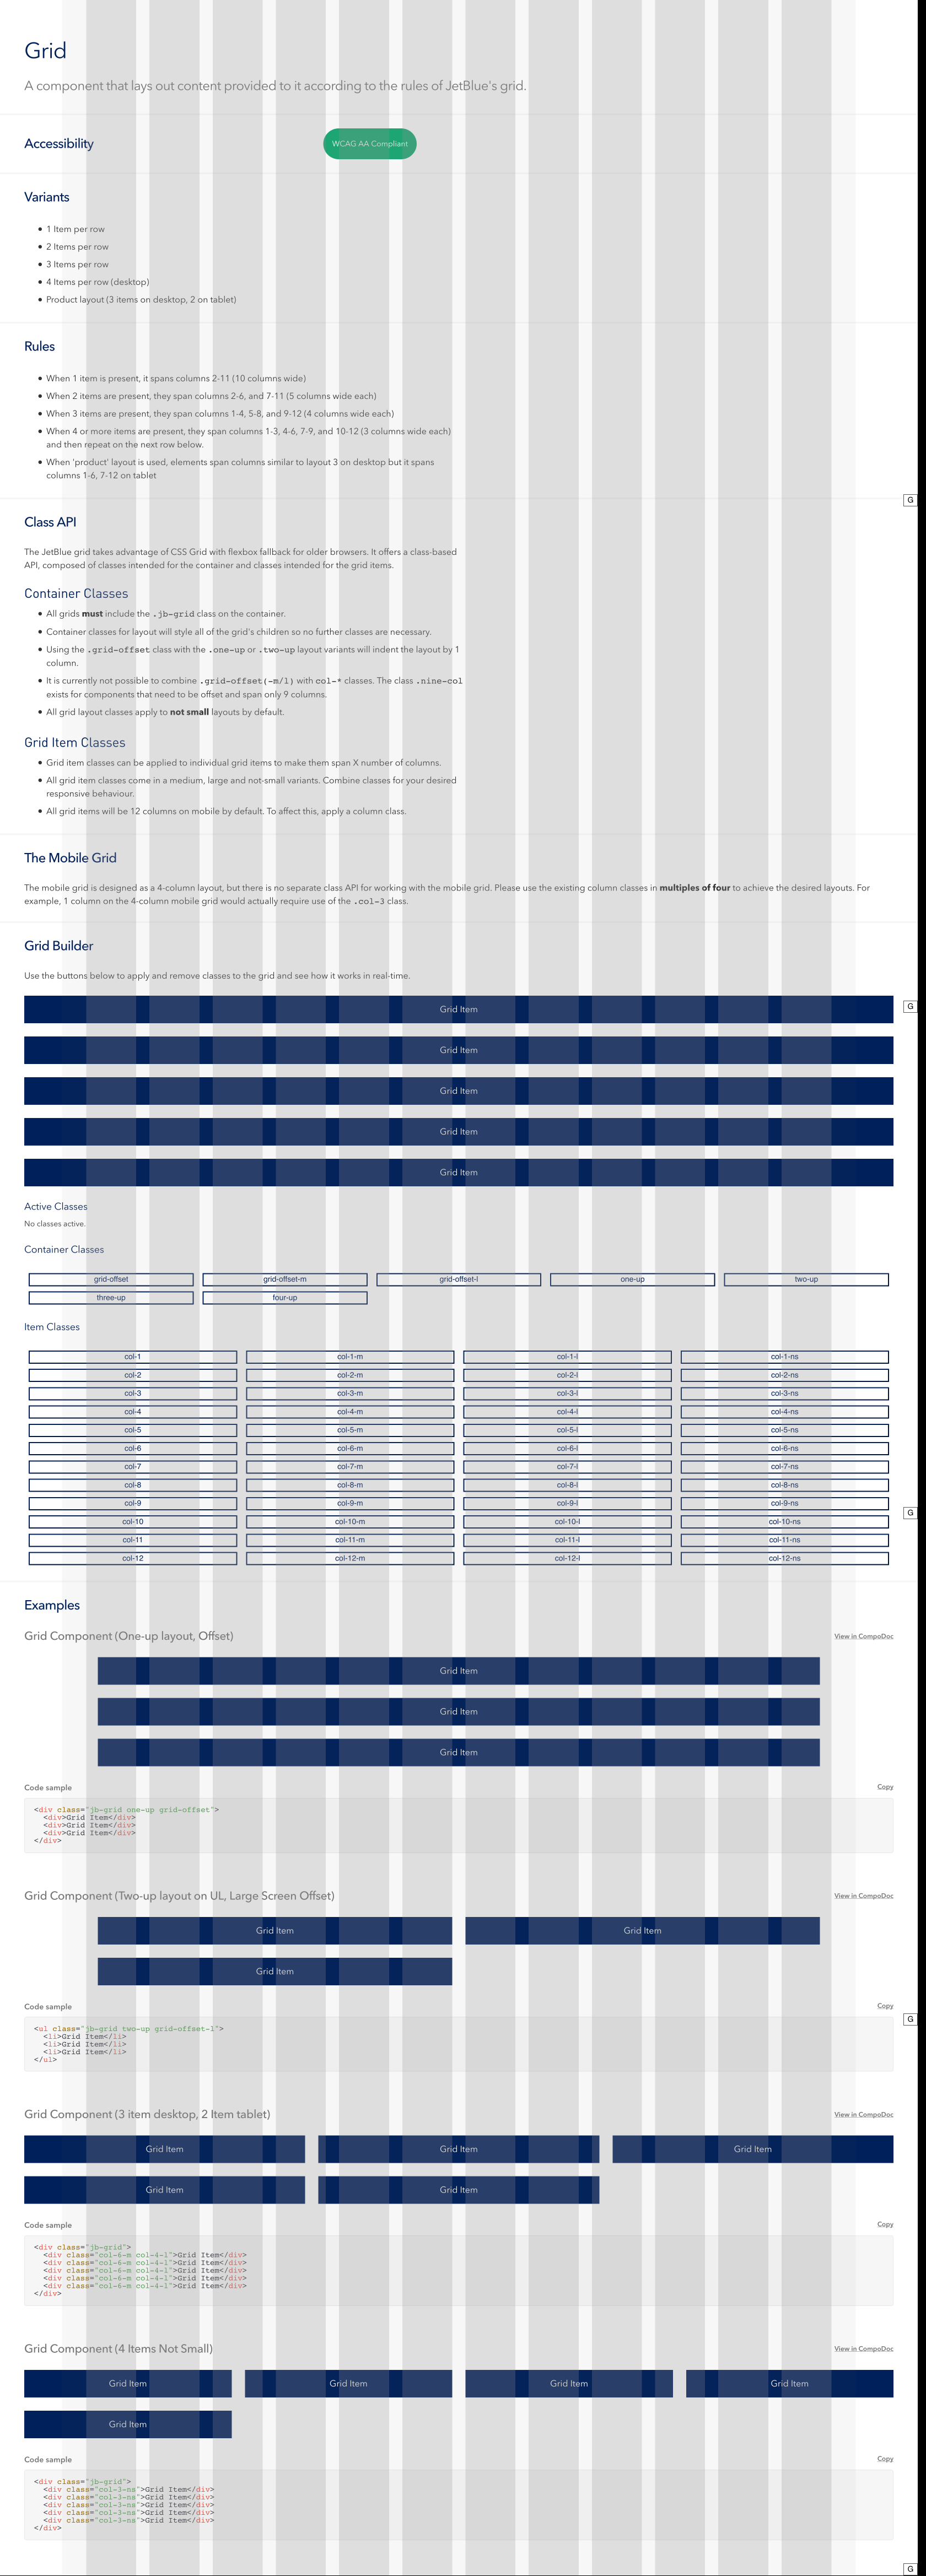 Grid
A component that lays out content provided to it according to the rules of JetBlue's grid.
Accessibility
WCAG AA Compliant
Variants
• 1 Item per row
• 2 Items per row
• 3 Items per row
• 4 Items per row (desktop)
• Product layout (3 items on desktop, 2 on tablet)
Rules
• When 1 item is present, it spans columns 2-11 (10 columns wide)
• When 2 items are present, they span columns 2-6, and 7-11 (5 columns wide each)
• When 3 items are present, they span columns 1-4, 5-8, and 9-12 (4 columns wide each)
• When 4 or more items are present, they span columns 1-3, 4-6, 7-9, and 10-12 (3 columns wide each)
and then repeat on the next row below.
• When 'product' layout is used, elements span columns similar to layout 3 on desktop but it spans
columns 1-6, 7-12 on tablet
G
Class API
The JetBlue grid takes advantage of CSS Grid with flexbox fallback for older browsers. It offers a class-based
API, composed of classes intended for the container and classes intended for the grid items.
Container Classes
• All grids must include the .jb-grid class on the container.
• Container classes for layout will style all of the grid's children so no further classes are necessary.
• Using the .grid-offset class with the .one-up or .two-up layout variants will indent the layout by 1
column.
• It is currently not possible to combine .grid-offset(-m/l) with col-* classes. The class .nine-col
exists for components that need to be offset and span only 9 columns.
• All grid layout classes apply to not small layouts by default.
Grid Item Classes
• Grid item classes can be applied to individual grid items to make them span X number of columns.
• All grid item classes come in a medium, large and not-small variants. Combine classes for your desired
responsive behaviour.
• All grid items will be 12 columns on mobile by default. To affect this, apply a column class.
The Mobile Grid
The mobile grid is designed as a 4-column layout, but there is no separate class API for working with the mobile grid. Please use the existing column classes in multiples of four to achieve the desired layouts. For
example, 1 column on the 4-column mobile grid would actually require use of the .col-3 class.
Grid Builder
Use the buttons below to apply and remove classes to the grid and see how it works in real-time.
Grid Item
G
Grid Item
Grid Item
Grid Item
Grid Item
Active Classes
No classes active.
Container Classes
grid-offset grid-offset-m grid-offset-l one-up two-up
three-up four-up
Item Classes
col-1 col-1-m col-1-l col-1-ns
col-2 col-2-m col-2-l col-2-ns
col-3 col-3-m col-3-l col-3-ns
col-4 col-4-m col-4-l col-4-ns
col-5 col-5-m col-5-l col-5-ns
col-6 col-6-m col-6-l col-6-ns
col-7 col-7-m col-7-l col-7-ns
col-8 col-8-m col-8-l col-8-ns
col-9 col-9-m col-9-l col-9-ns
G
col-10 col-10-m col-10-l col-10-ns
col-11 col-11-m col-11-l col-11-ns
col-12 col-12-m col-12-l col-12-ns
Examples
Grid Component (One-up layout, Offset) View in CompoDoc
Grid Item
Grid Item
Grid Item
Code sample Copy
<div class="jb-grid one-up grid-offset">
<div>Grid Item</div>
<div>Grid Item</div>
<div>Grid Item</div>
</div>
Grid Component (Two-up layout on UL, Large Screen Offset) View in CompoDoc
Grid Item Grid Item
Grid Item
Code sample Copy
G
<ul class="jb-grid two-up grid-offset-l">
<li>Grid Item</li>
<li>Grid Item</li>
<li>Grid Item</li>
</ul>
Grid Component (3 item desktop, 2 Item tablet) View in CompoDoc
Grid Item Grid Item Grid Item
Grid Item Grid Item
Code sample Copy
<div class="jb-grid">
<div class="col-6-m col-4-l">Grid Item</div>
<div class="col-6-m col-4-l">Grid Item</div>
<div class="col-6-m col-4-l">Grid Item</div>
<div class="col-6-m col-4-l">Grid Item</div>
<div class="col-6-m col-4-l">Grid Item</div>
</div>
Grid Component (4 Items Not Small) View in CompoDoc
Grid Item Grid Item Grid Item Grid Item
Grid Item
Code sample Copy
<div class="jb-grid">
<div class="col-3-ns">Grid Item</div>
<div class="col-3-ns">Grid Item</div>
<div class="col-3-ns">Grid Item</div>
<div class="col-3-ns">Grid Item</div>
<div class="col-3-ns">Grid Item</div>
</div>
G